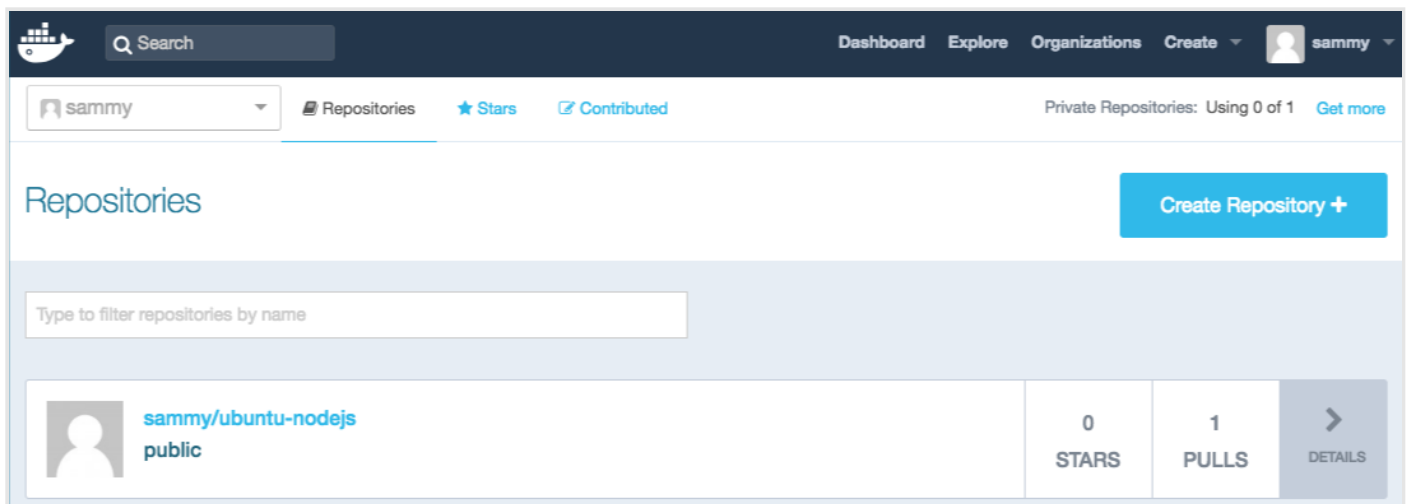 Search Dashboard Explore Organizations Create sammy
sammy Repositories Stars Contributed Private Repositories: Using 0 of 1 Get more
Repositories Create Repository +
Type to filter repositories by name
sammy/ubuntu-nodejs
public
0 1
STARS PULLS DETAILS